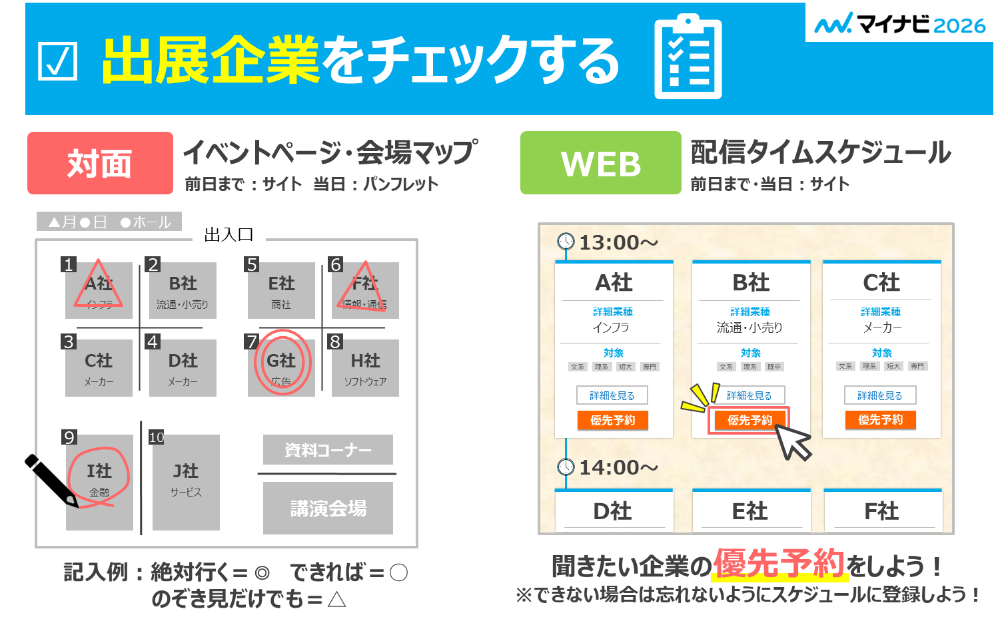 マイナビ2026
☑ 出展企業をチェックする
対面
イベントページ・会場マップ
前日まで：サイト 当日：パンフレット
▲月●日 ●ホール
出入口
1
A社
インフラ
2
B社
流通・小売り
5
E社
商社
6
F社
情報・通信
3
C社
メーカー
4
D社
メーカー
7
G社
広告
8
H社
ソフトウェア
9
I社
金融
10
J社
サービス
資料コーナー
講演会場
記入例：絶対行く＝◎ できれば＝○
のぞき見だけでも＝△
WEB
配信タイムスケジュール
前日まで・当日：サイト
13:00～
A社
詳細業種
インフラ
対象
文系 理系 短大 専門
詳細を見る
優先予約
B社
詳細業種
流通・小売り
対象
文系 理系 既卒
詳細を見る
優先予約
C社
詳細業種
メーカー
対象
文系 理系 短大 専門
詳細を見る
優先予約
14:00～
D社
E社
F社
聞きたい企業の優先予約をしよう！
※できない場合は忘れないようにスケジュールに登録しよう！